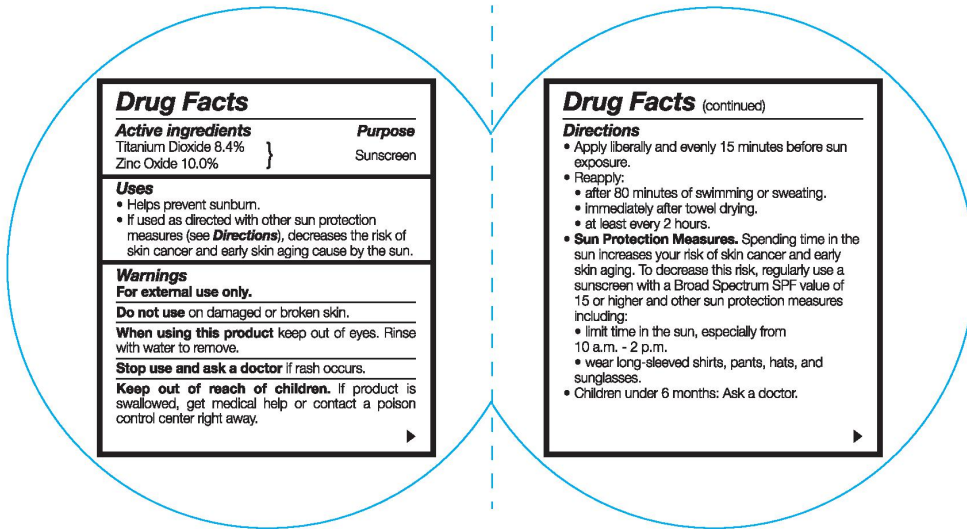 Drug Facts
Active ingredients Purpose
Titanium Dioxide 8.4%
Zinc Oxide 10.0% } Sunscreen
Uses
• Helps prevent sunburn.
• If used as directed with other sun protection
measures (see Directions), decreases the risk of
skin cancer and early skin aging cause by the sun.
Warnings
For external use only.
Do not use on damaged or broken skin.
When using this product keep out of eyes. Rinse
with water to remove.
Stop use and ask a doctor if rash occurs.
Keep out of reach of children. If product is
swallowed, get medical help or contact a poison
control center right away.
Drug Facts (continued)
Directions
• Apply liberally and evenly 15 minutes before sun
exposure.
• Reapply:
• after 80 minutes of swimming or sweating.
• immediately after towel drying.
• at least every 2 hours.
• Sun Protection Measures. Spending time in the
sun increases your risk of skin cancer and early
skin aging. To decrease this risk, regularly use a
sunscreen with a Broad Spectrum SPF value of
15 or higher and other sun protection measures
including:
• limit time in the sun, especially from
10 a.m. - 2 p.m.
• wear long-sleeved shirts, pants, hats, and
sunglasses.
• Children under 6 months: Ask a doctor.